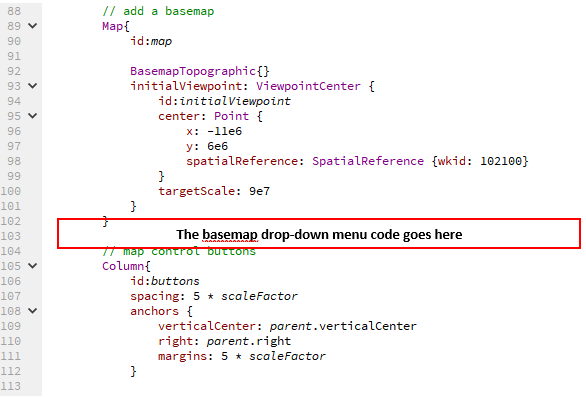 88 // add a basemap
89 Map{
90 id:map
91
92 BasemapTopographic{}
93 initialViewpoint: ViewpointCenter {
94 id:initialViewpoint
95 center: Point {
96 x: -11e6
97 y: 6e6
98 spatialReference: SpatialReference {wkid: 102100}
99 }
100 targetScale: 9e7
101 }
102 }
103 The basemap drop-down menu code goes here
104 // map control buttons
105 Column{
106 id:buttons
107 spacing: 5 * scaleFactor
108 anchors {
109 verticalCenter: parent.verticalCenter
110 right: parent.right
111 margins: 5 * scaleFactor
112 }
113